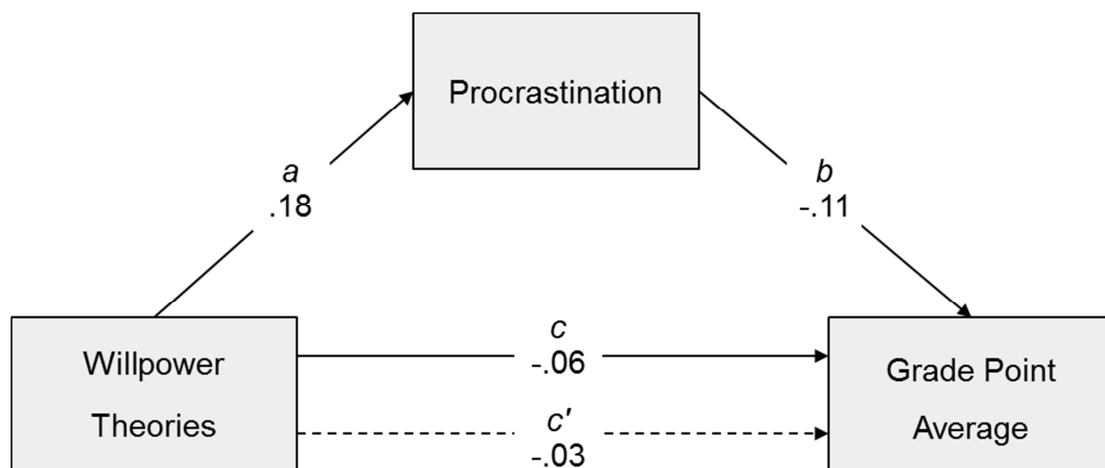 Procrastination
a
.18
b
-.11
Willpower
Theories
c
-.06
c'
-.03
Grade Point
Average